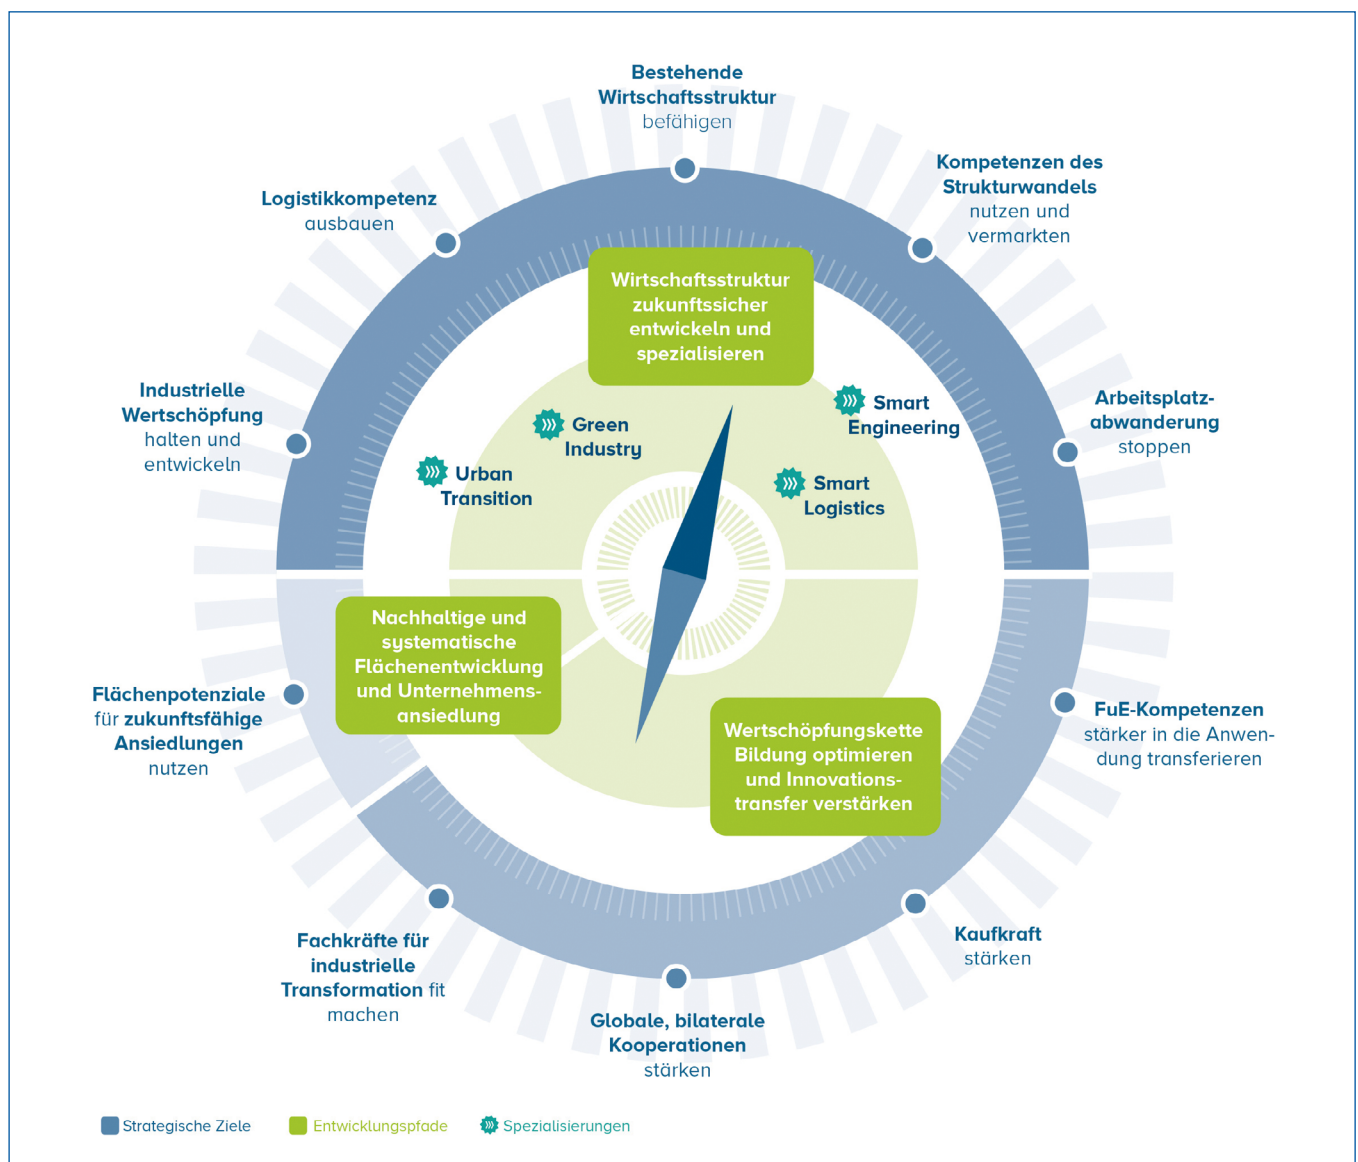 Bestehende
Wirtschaftsstruktur
befähigen
Kompetenzen des
Strukturwandels
nutzen und
vermarkten
Logistikkompetenz
ausbauen
Wirtschaftsstruktur
zukunftssicher
entwickeln und
spezialisieren
Industrielle
Wertschöpfung
halten und
entwickeln
Arbeitsplatz-
abwanderung
stoppen
Green
Industry
Smart
Engineering
Urban
Transition
Smart
Logistics
Nachhaltige und
systematische
Flächenentwicklung
und Unternehmens-
ansiedlung
Flächenpotenziale
für zukunftsfähige
Ansiedlungen
nutzen
Wertschöpfungskette
Bildung optimieren
und Innovations-
transfer verstärken
FuE-Kompetenzen
stärker in die Anwen-
dung transferieren
Fachkräfte für
industrielle
Transformation fit
machen
Kaufkraft
stärken
Globale, bilaterale
Kooperationen
stärken
Strategische Ziele
Entwicklungspfade
Spezialisierungen